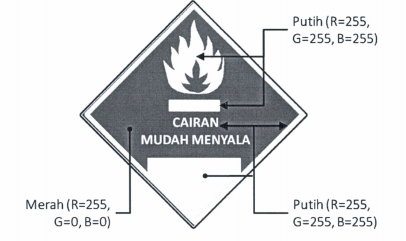 Putih (R=255,
G=255, B=255)
CAIRAN
MUDAH MENYALA
Merah (R=255,
G=0, B=0)
Putih (R=255,
G=255, B=255)